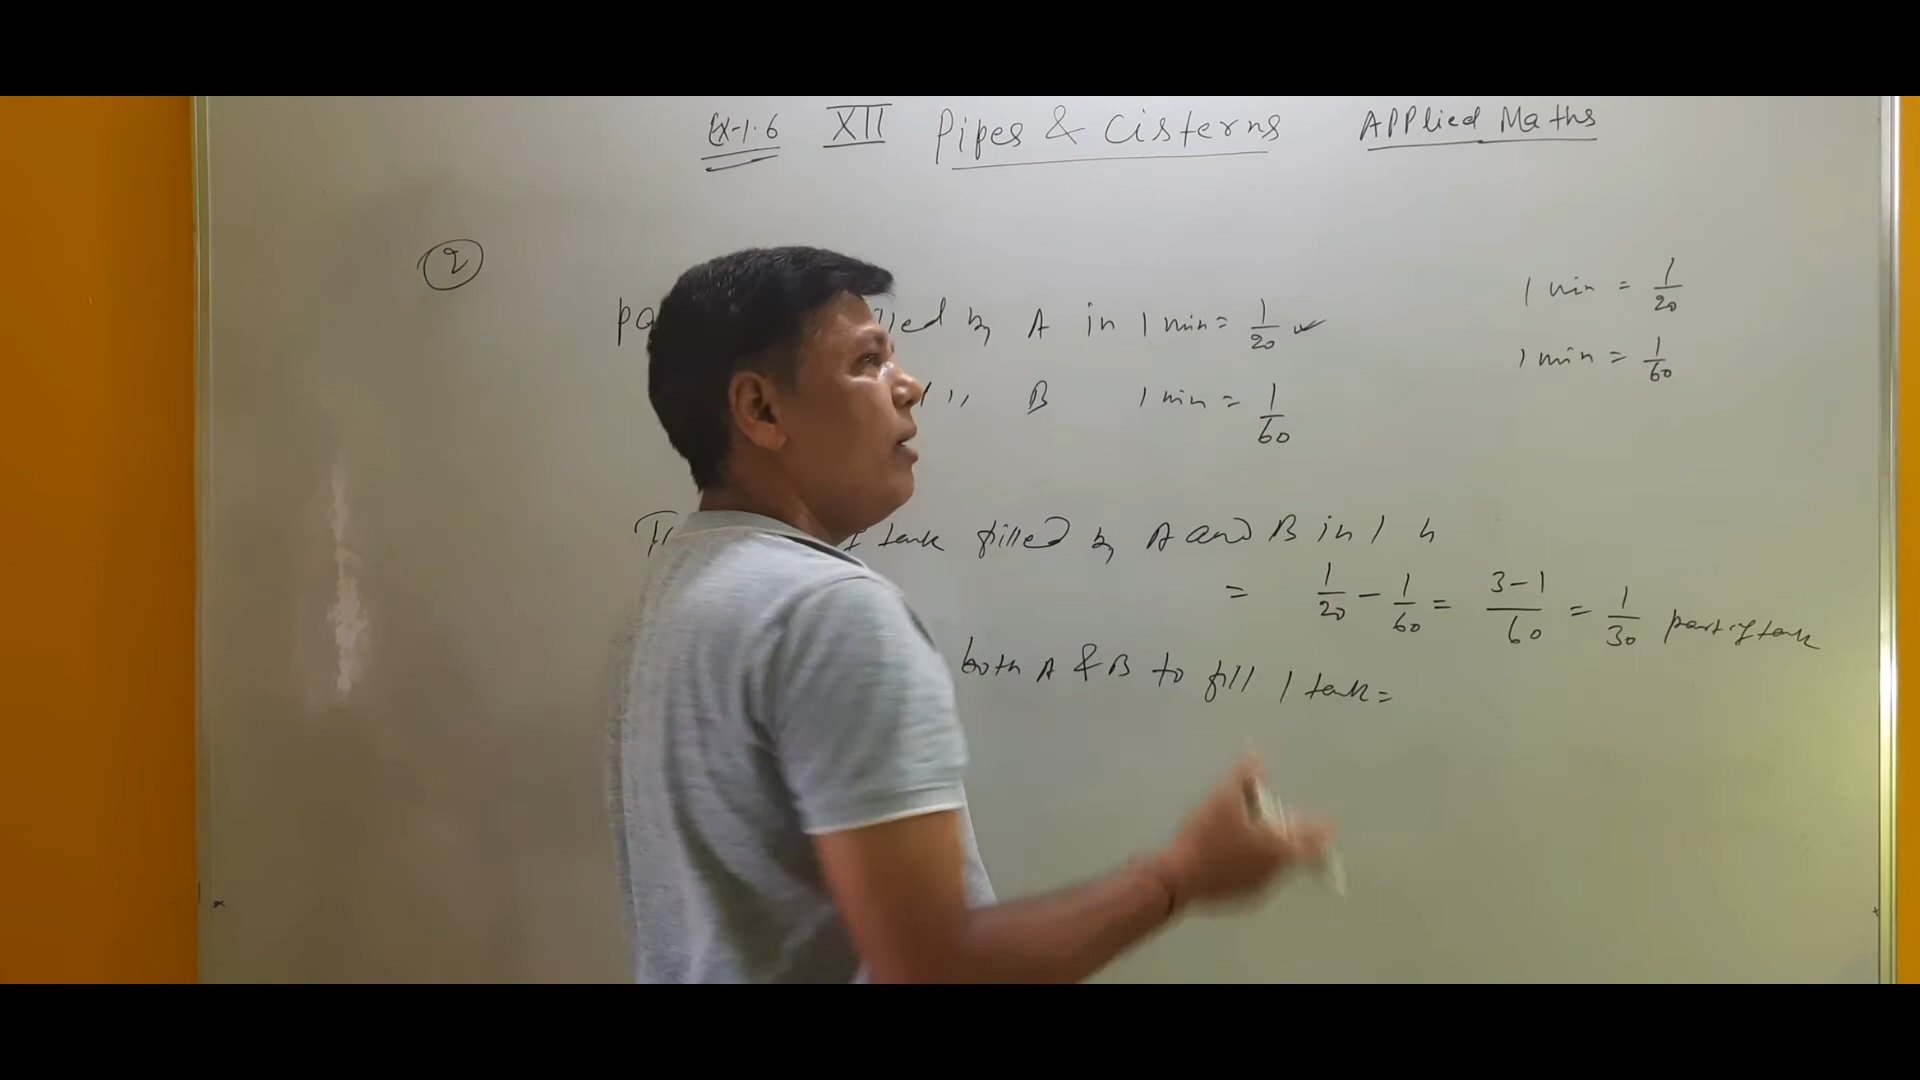 Ex-1.6 XII Pipes & Cisterns Applied Maths
2
by A in 1 min = 1/20 ✓
1 min = 1/20
1 min = 1/60
,, B 1 min = 1/60
tank filled by A and B in 1 h
= 1/20 - 1/60 = 3-1/60 = 1/30 part of tank
both A & B to fill 1 tank =